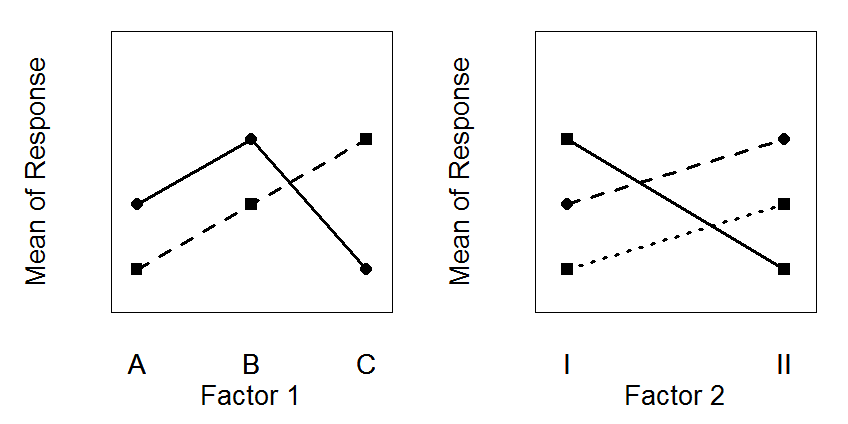 Mean of Response
A B C
Factor 1
Mean of Response
I II
Factor 2